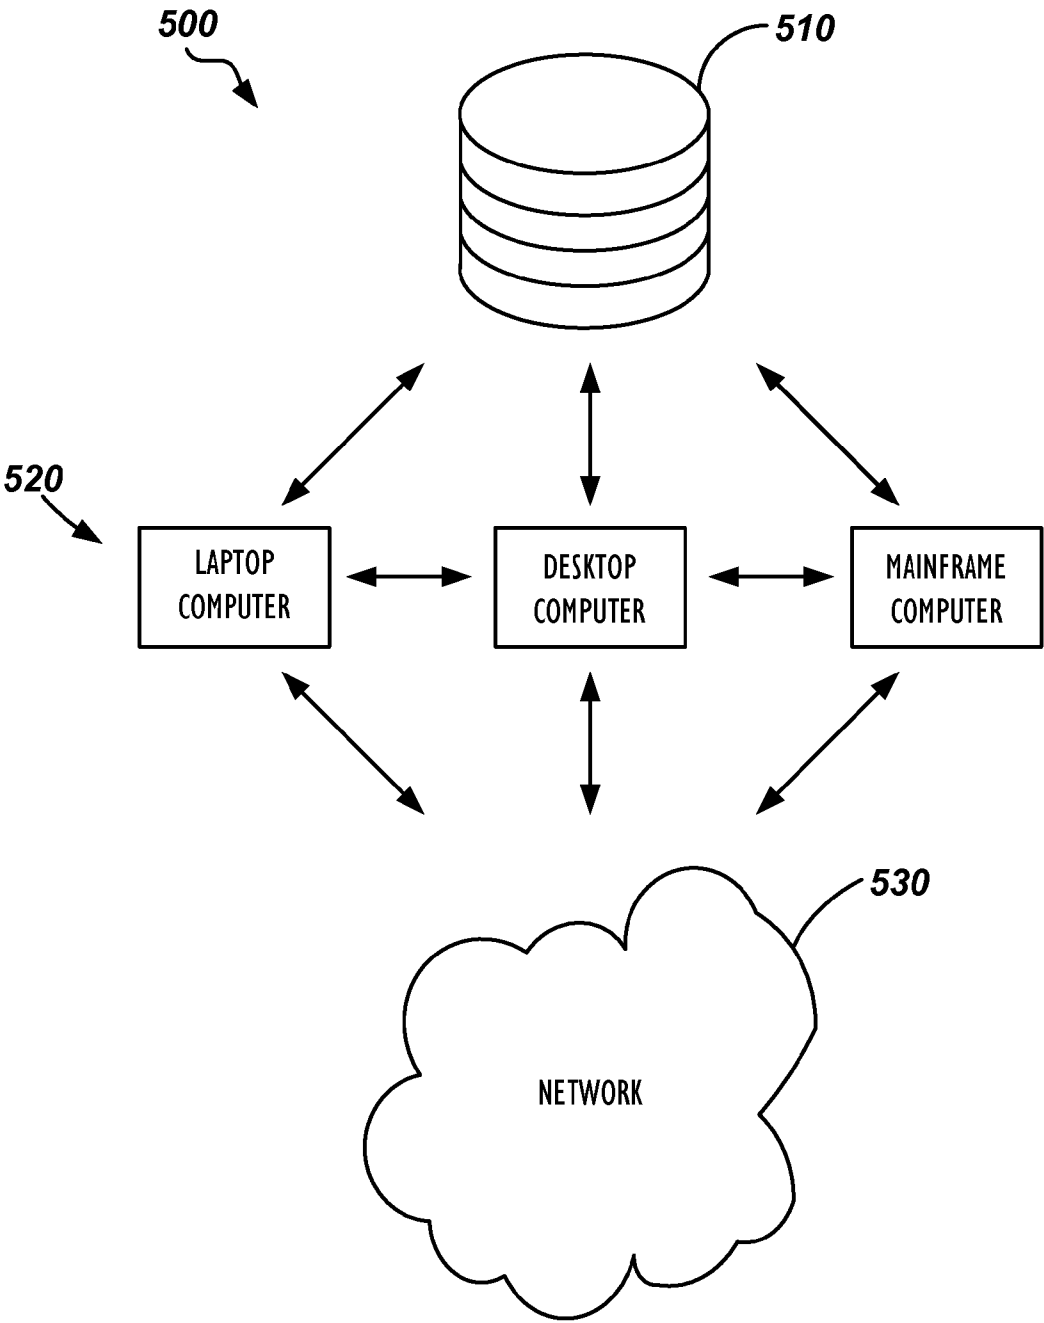 500
510
520
LAPTOP
COMPUTER
DESKTOP
COMPUTER
MAINFRAME
COMPUTER
530
NETWORK